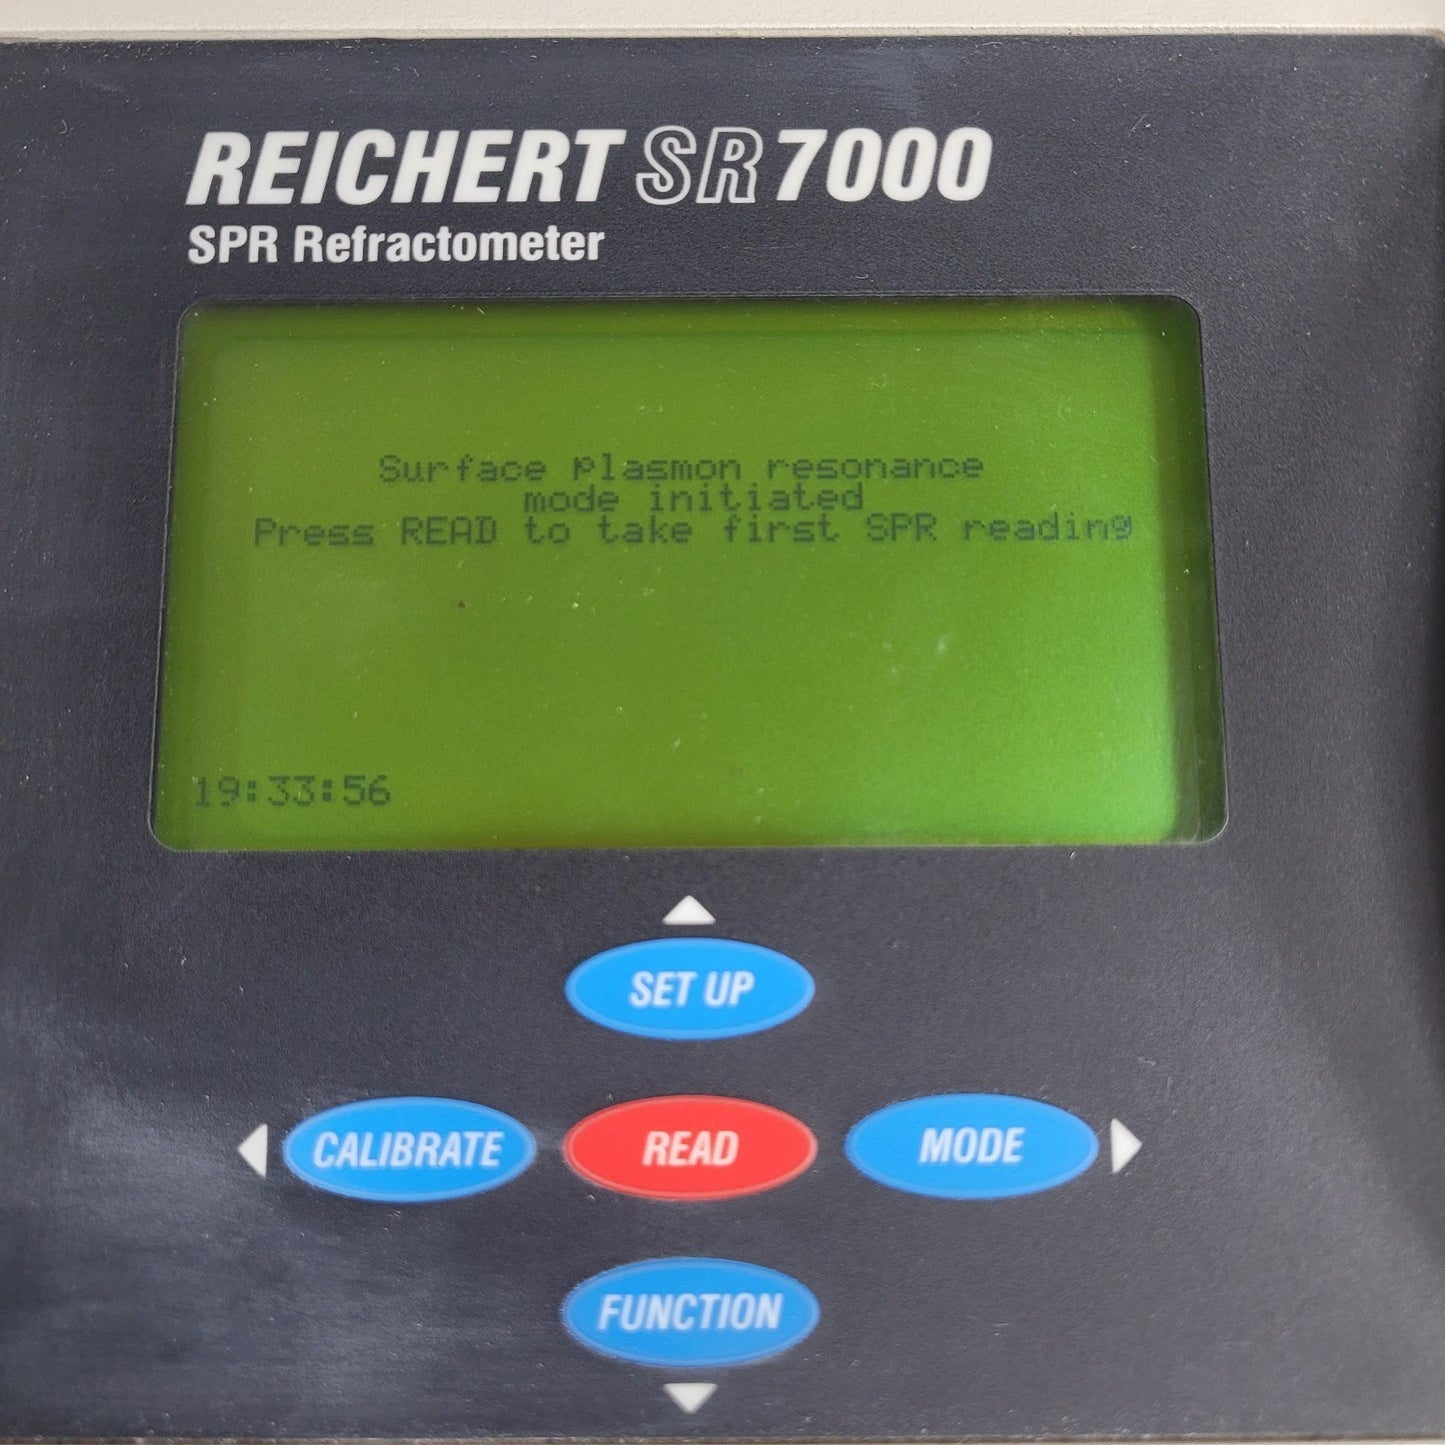 REICHERT SR 7000
SPR Refractometer
Surface plasmon resonance
mode initiated
Press READ to take first SPR reading
19:33:56
SET UP
CALIBRATE READ MODE
FUNCTION